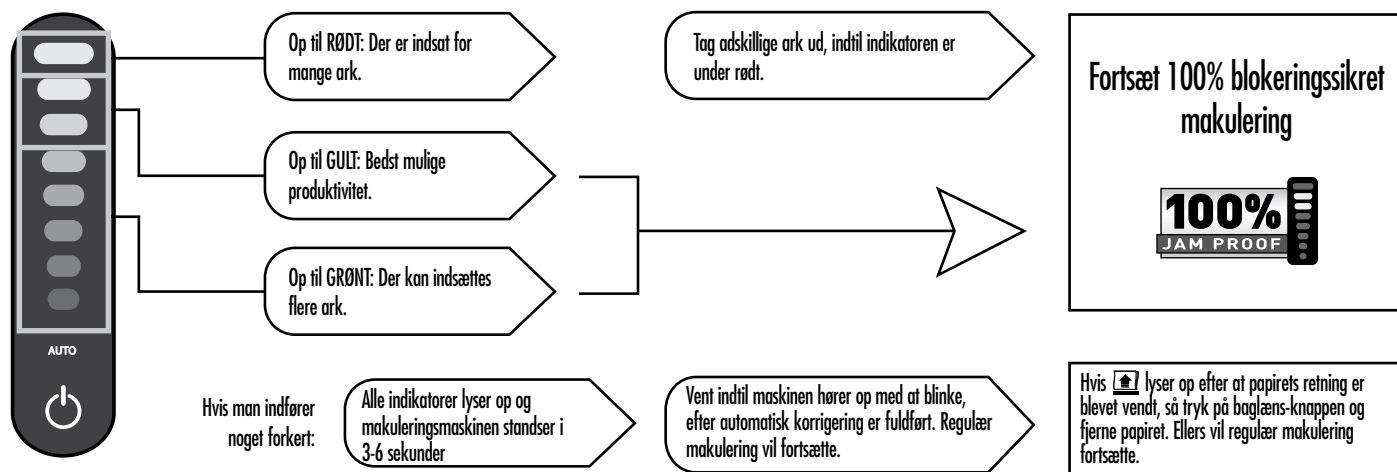 Op til RØDT: Der er indsat for
mange ark.
Tag adskillige ark ud, indtil indikatoren er
under rødt.
Fortsæt 100% blokeringssikret
makulering
Op til GULT: Bedst mulige
produktivitet.
100%
JAM PROOF
Op til GRØNT: Der kan indsættes
flere ark.
AUTO
Hvis man indfører
noget forkert:
Alle indikatorer lyser op og
makuleringsmaskinen standser i
3-6 sekunder
Vent indtil maskinen hører op med at blinke,
efter automatisk korrigering er fuldført. Regulær
makulering vil fortsætte.
Hvis lyser op efter at papirets retning er
blevet vendt, så tryk på baglæns-knappen og
fjerne papiret. Ellers vil regulær makulering
fortsætte.